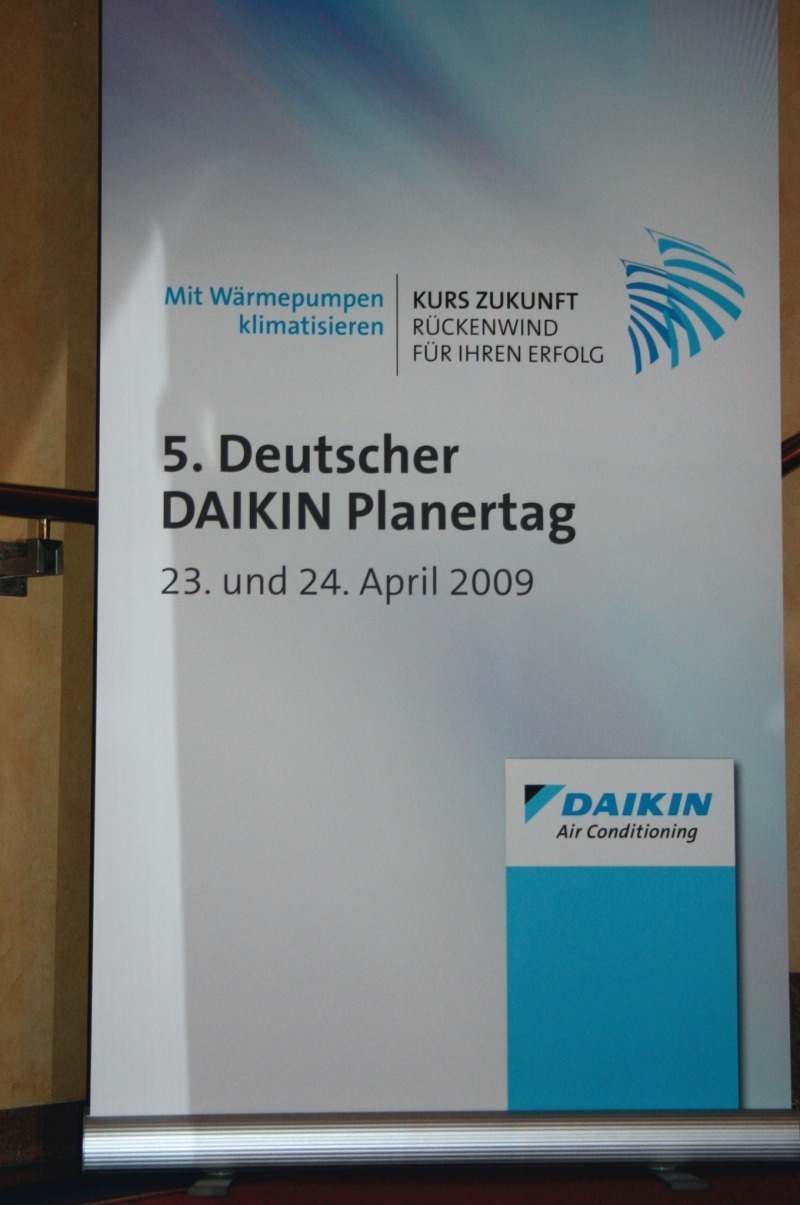 Mit Wärmepumpen
klimatisieren
KURS ZUKUNFT
RÜCKENWIND
FÜR IHREN ERFOLG
5. Deutscher
DAIKIN Planertag
23. und 24. April 2009
DAIKIN
Air Conditioning